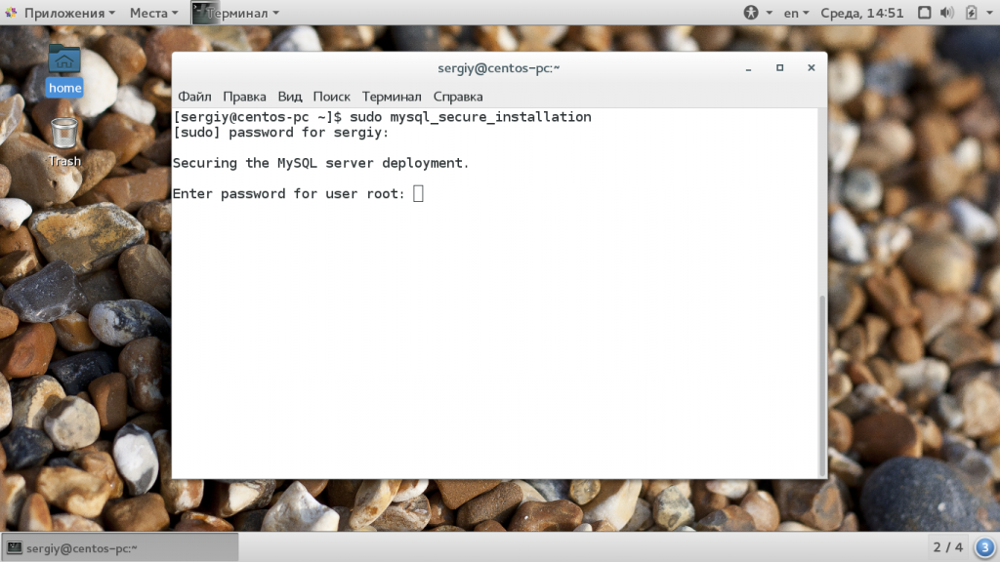 Приложения Места Терминал en Среда, 14:51
home
Trash
sergiy@centos-pc:~
Файл Правка Вид Поиск Терминал Справка
[sergiy@centos-pc ~]$ sudo mysql_secure_installation
[sudo] password for sergiy:
Securing the MySQL server deployment.
Enter password for user root:
sergiy@centos-pc:~
2 / 4
3